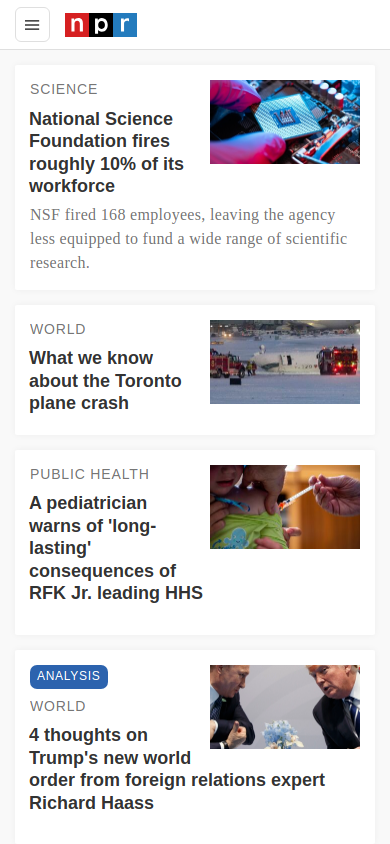 npr
SCIENCE
National Science
Foundation fires
roughly 10% of its
workforce
NSF fired 168 employees, leaving the agency
less equipped to fund a wide range of scientific
research.
WORLD
What we know
about the Toronto
plane crash
PUBLIC HEALTH
A pediatrician
warns of 'long-
lasting'
consequences of
RFK Jr. leading HHS
ANALYSIS
WORLD
4 thoughts on
Trump's new world
order from foreign relations expert
Richard Haass